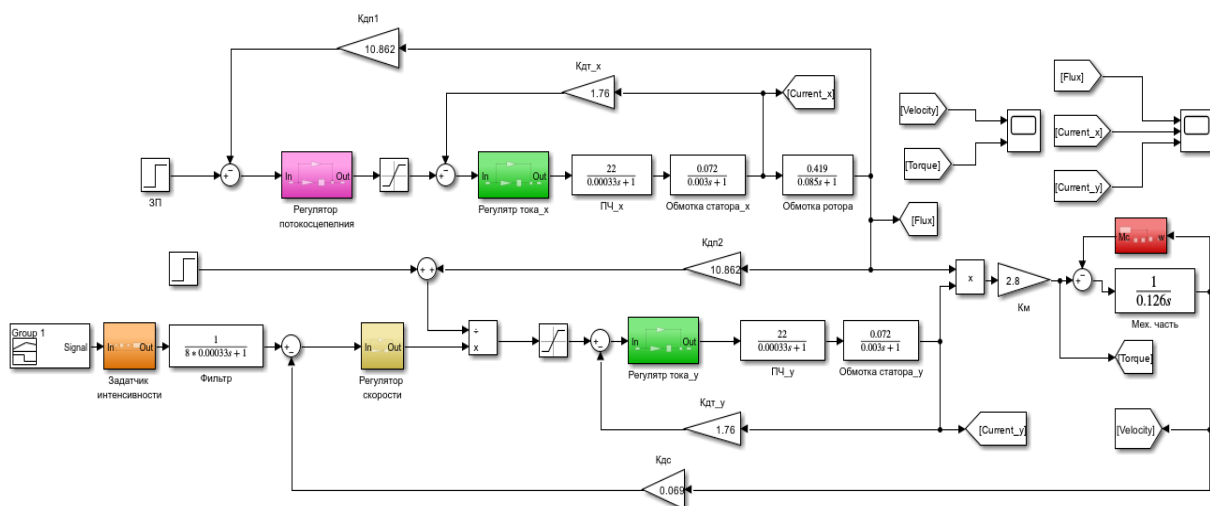 Кдп1
10.862
Кдт_x
1.76
[Current_x]
[Flux]
[Velocity]
[Current_x]
[Torque]
[Current_y]
ЗП
+
−
In Out
Регулятор
потокосцепелния
+
−
In Out
Регулятр тока_x
22
0.00033s + 1
ПЧ_x
0.072
0.003s + 1
Обмотка статора_x
0.419
0.085s + 1
Обмотка ротора
[Flux]
Мс w
Кдп2
10.862
+ +
x
2.8
Км
+
−
1
0.126s
Мех. часть
Group 1
Signal
In Out
Задатчик
интенсивности
1
8*0.00033s + 1
Фильтр
+
−
In Out
Регулятор
скорости
÷
x
+
−
In Out
Регулятр тока_y
22
0.00033s + 1
ПЧ_y
0.072
0.003s + 1
Обмотка статора_y
[Torque]
Кдт_y
1.76
[Current_y]
[Velocity]
Кдс
0.069